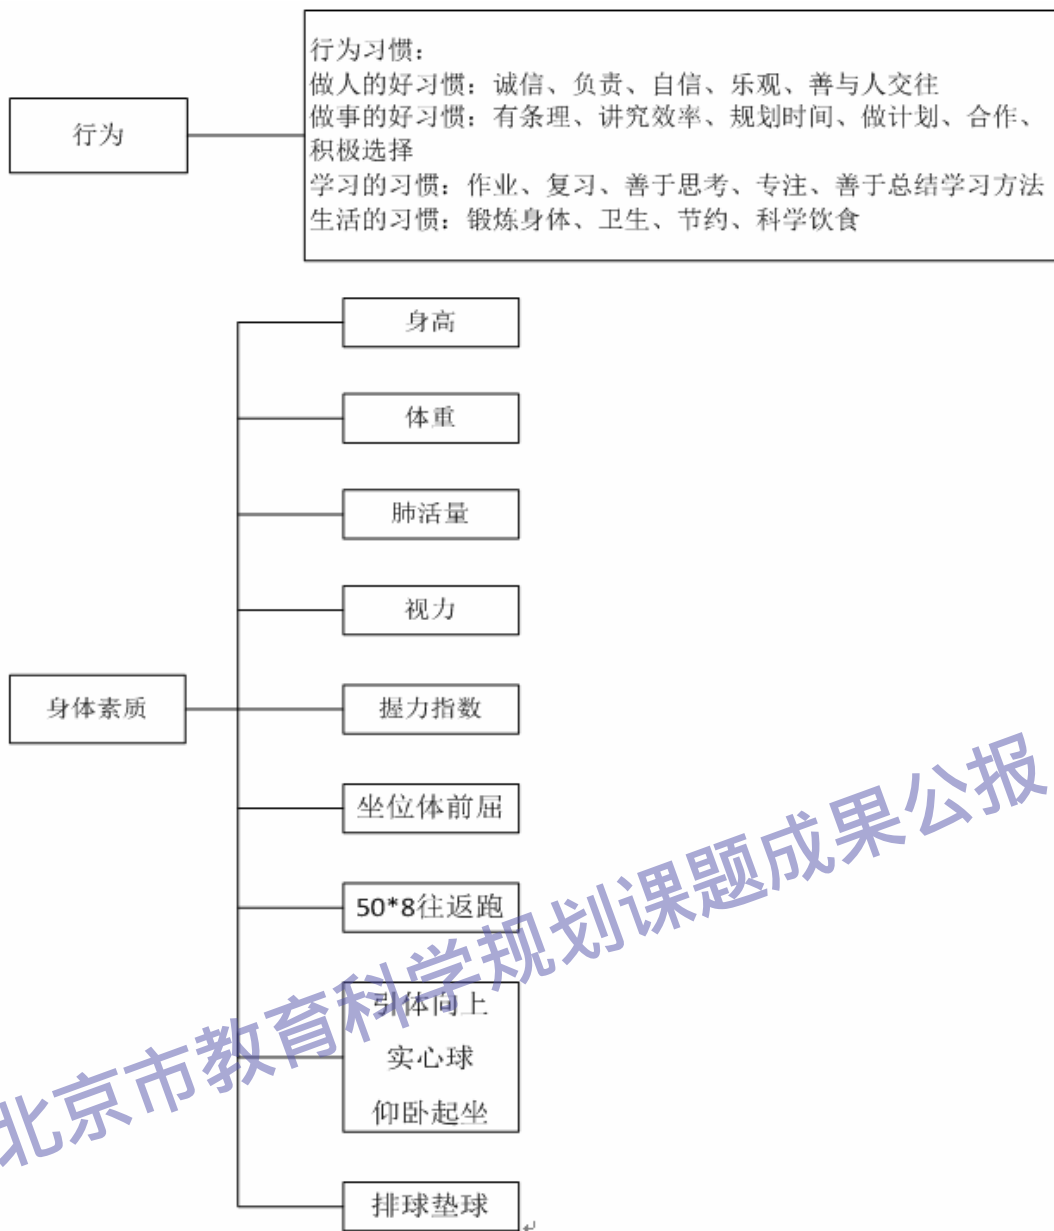 行为
行为习惯：
做人的好习惯：诚信、负责、自信、乐观、善与人交往
做事的好习惯：有条理、讲究效率、规划时间、做计划、合作、
积极选择
学习的习惯：作业、复习、善于思考、专注、善于总结学习方法
生活的习惯：锻炼身体、卫生、节约、科学饮食
身体素质
身高
体重
肺活量
视力
握力指数
坐位体前屈
50*8往返跑
引体向上
实心球
仰卧起坐
排球垫球
北京市教育科学规划课题成果公报